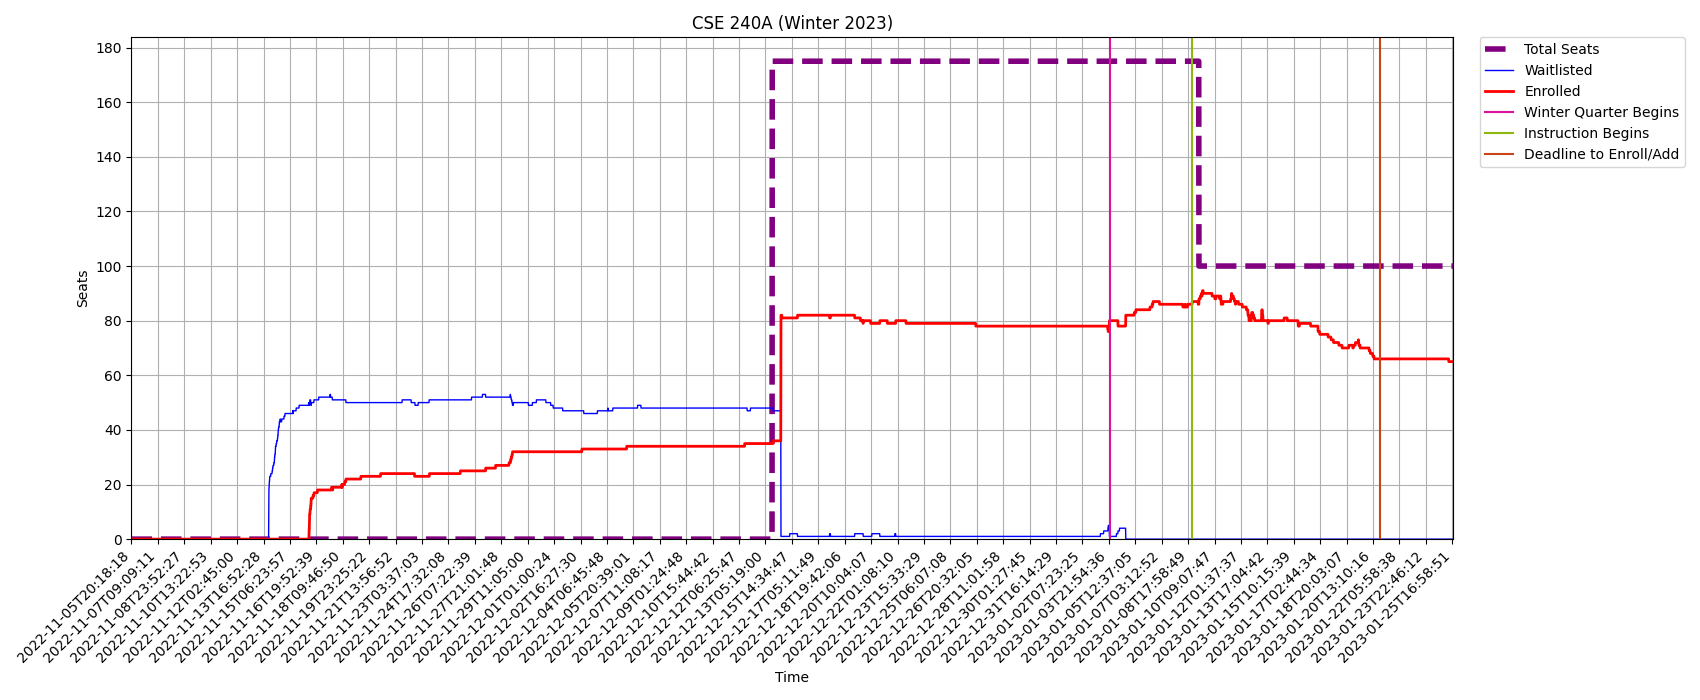 CSE 240A (Winter 2023)
180
160
140
120
100
80
60
40
20
0
Seats
Total Seats
Waitlisted
Enrolled
Winter Quarter Begins
Instruction Begins
Deadline to Enroll/Add
2022-11-05T20:18:18
2022-11-07T09:09:11
2022-11-08T23:52:27
2022-11-10T13:22:53
2022-11-12T02:45:00
2022-11-13T16:52:28
2022-11-15T06:23:57
2022-11-16T19:52:39
2022-11-18T09:46:50
2022-11-19T23:25:22
2022-11-21T13:56:52
2022-11-23T03:37:03
2022-11-24T17:32:08
2022-11-26T07:22:39
2022-11-27T21:01:48
2022-11-29T11:05:00
2022-12-01T01:00:24
2022-12-02T16:27:30
2022-12-04T06:45:48
2022-12-05T20:39:01
2022-12-07T11:08:17
2022-12-09T01:24:48
2022-12-10T15:44:42
2022-12-12T06:25:47
2022-12-13T05:19:00
2022-12-15T14:34:47
2022-12-17T05:11:49
2022-12-18T19:42:06
2022-12-20T10:04:07
2022-12-22T01:08:10
2022-12-23T15:33:29
2022-12-25T06:07:08
2022-12-26T20:32:05
2022-12-28T11:01:58
2022-12-30T01:27:45
2022-12-31T16:14:29
2023-01-02T07:23:25
2023-01-03T21:54:36
2023-01-05T12:37:05
2023-01-07T03:12:52
2023-01-08T17:58:49
2023-01-10T09:07:47
2023-01-12T01:37:37
2023-01-13T17:04:42
2023-01-15T10:15:39
2023-01-17T02:44:34
2023-01-18T20:03:07
2023-01-20T13:10:16
2023-01-22T05:58:38
2023-01-23T22:46:12
2023-01-25T16:58:51
Time